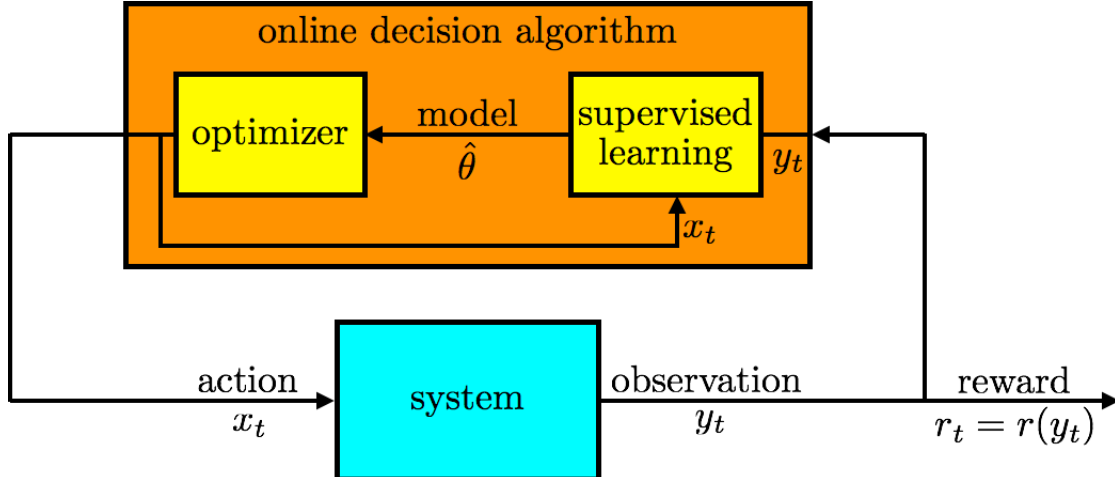 online decision algorithm
optimizer
model
θ̂
supervised
learning
y_t
x_t
action
x_t
system
observation
y_t
reward
r_t = r(y_t)